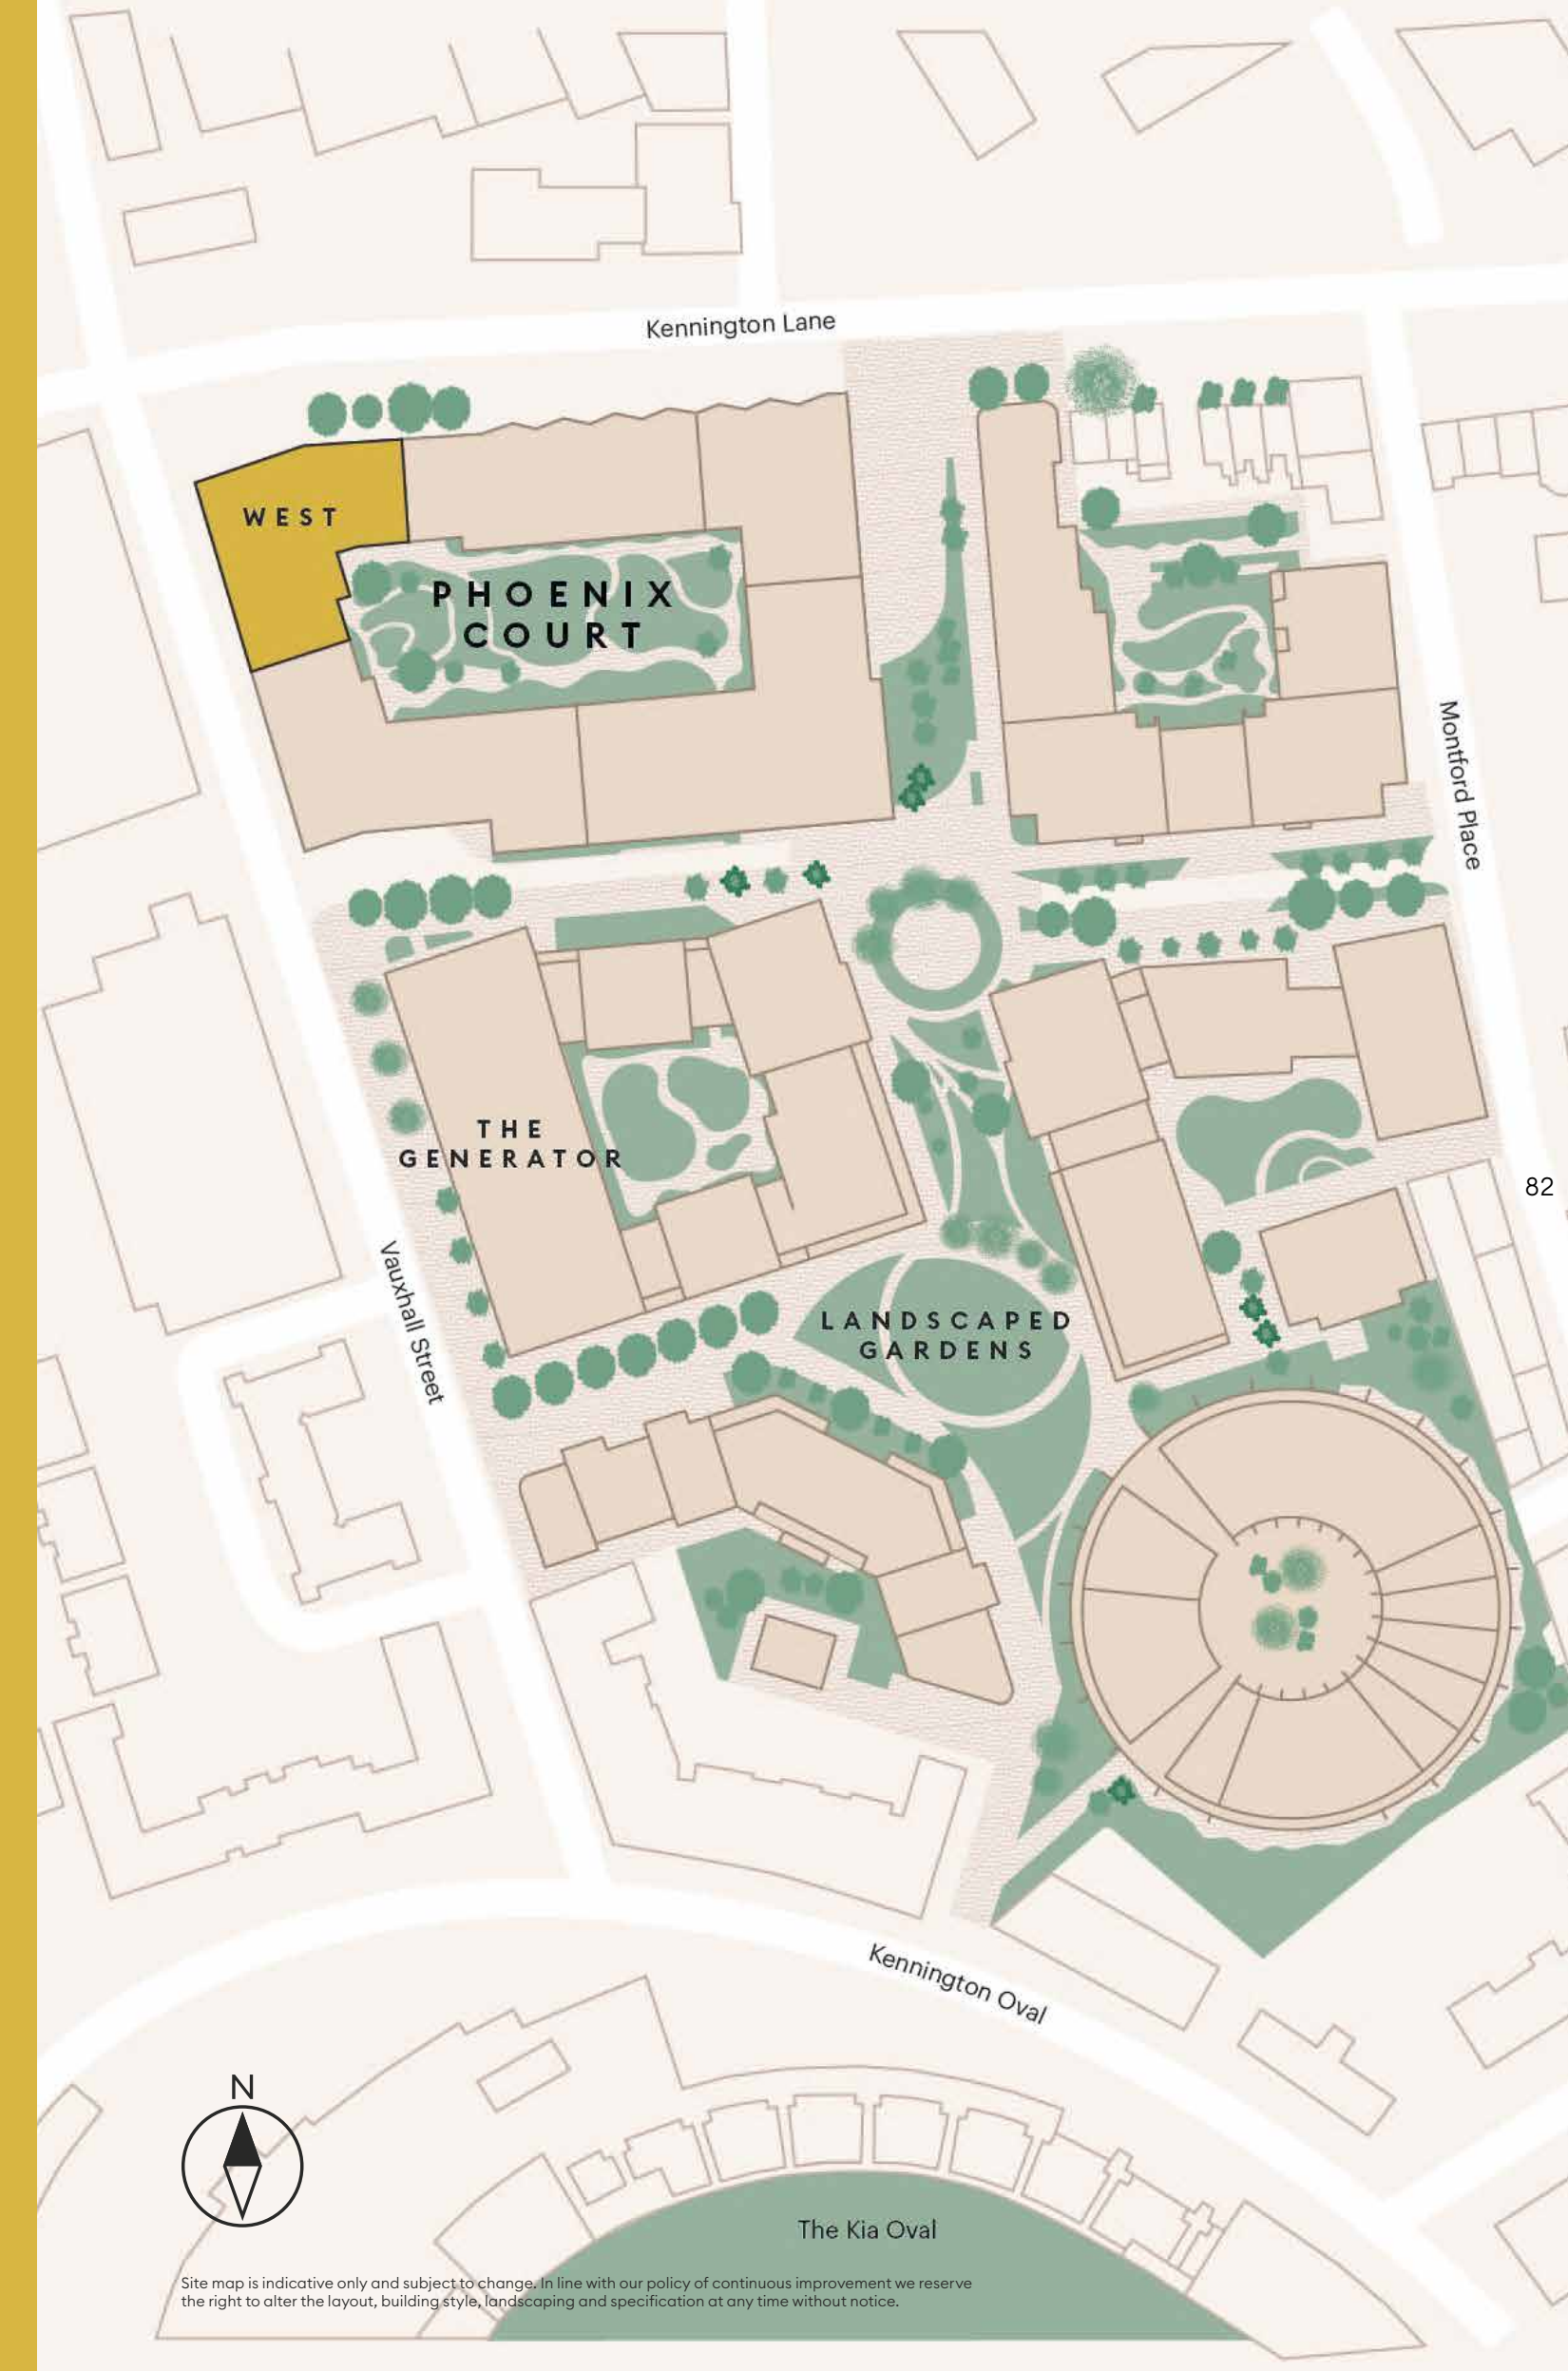 Kennington Lane
WEST
PHOENIX
COURT
Montford Place
THE
GENERATOR
82
Vauxhall Street
LANDSCAPED
GARDENS
Kennington Oval
N
The Kia Oval
Site map is indicative only and subject to change. In line with our policy of continuous improvement we reserve
the right to alter the layout, building style, landscaping and specification at any time without notice.